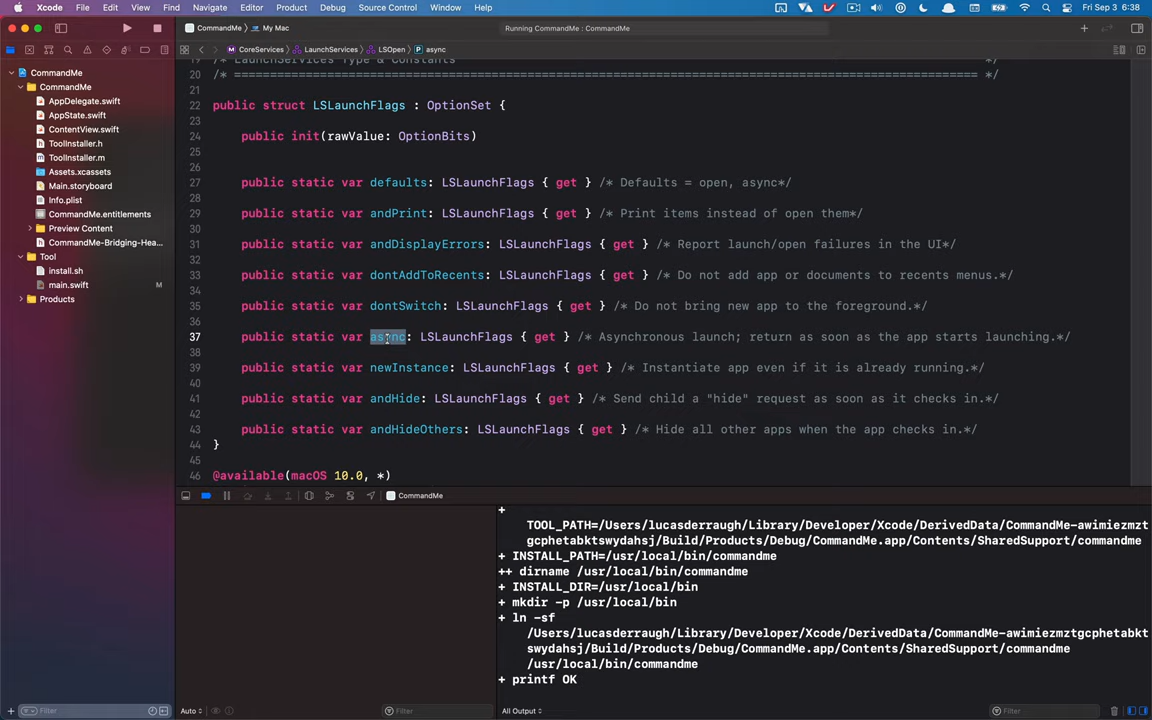 Xcode File Edit View Find Navigate Editor Product Debug Source Control Window Help Fri Sep 3 6:38
CommandMe My Mac Running CommandMe : CommandMe
CoreServices LaunchServices LSOpen async
CommandMe
CommandMe
AppDelegate.swift
AppState.swift
ContentView.swift
ToolInstaller.h
ToolInstaller.m
Assets.xcassets
Main.storyboard
Info.plist
CommandMe.entitlements
Preview Content
CommandMe-Bridging-Hea...
Tool
install.sh
main.swift M
Products
Filter
19 /* LaunchServices Type & Constants */
20 /* ======================================================================================================== */
21
22 public struct LSLaunchFlags : OptionSet {
23
24 public init(rawValue: OptionBits)
25
26
27 public static var defaults: LSLaunchFlags { get } /* Defaults = open, async*/
28
29 public static var andPrint: LSLaunchFlags { get } /* Print items instead of open them*/
30
31 public static var andDisplayErrors: LSLaunchFlags { get } /* Report launch/open failures in the UI*/
32
33 public static var dontAddToRecents: LSLaunchFlags { get } /* Do not add app or documents to recents menus.*/
34
35 public static var dontSwitch: LSLaunchFlags { get } /* Do not bring new app to the foreground.*/
36
37 public static var async: LSLaunchFlags { get } /* Asynchronous launch; return as soon as the app starts launching.*/
38
39 public static var newInstance: LSLaunchFlags { get } /* Instantiate app even if it is already running.*/
40
41 public static var andHide: LSLaunchFlags { get } /* Send child a "hide" request as soon as it checks in.*/
42
43 public static var andHideOthers: LSLaunchFlags { get } /* Hide all other apps when the app checks in.*/
44 }
45
46 @available(macOS 10.0, *)
CommandMe
+
TOOL_PATH=/Users/lucasderraugh/Library/Developer/Xcode/DerivedData/CommandMe-awimiezmzt
gcphetabktswydahsj/Build/Products/Debug/CommandMe.app/Contents/SharedSupport/commandme
+ INSTALL_PATH=/usr/local/bin/commandme
++ dirname /usr/local/bin/commandme
+ INSTALL_DIR=/usr/local/bin
+ mkdir -p /usr/local/bin
+ ln -sf
/Users/lucasderraugh/Library/Developer/Xcode/DerivedData/CommandMe-awimiezmztgcphetabkt
swydahsj/Build/Products/Debug/CommandMe.app/Contents/SharedSupport/commandme
/usr/local/bin/commandme
+ printf OK
Auto Filter All Output Filter